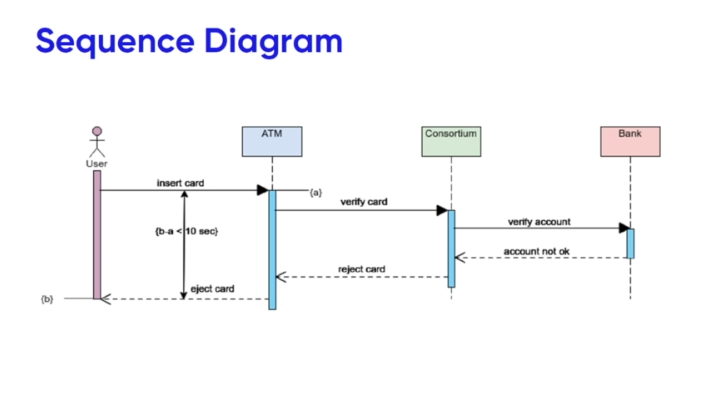 Sequence Diagram
ATM
Consortium
Bank
User
insert card
{a}
verify card
verify account
{b-a < 10 sec}
account not ok
reject card
eject card
{b}